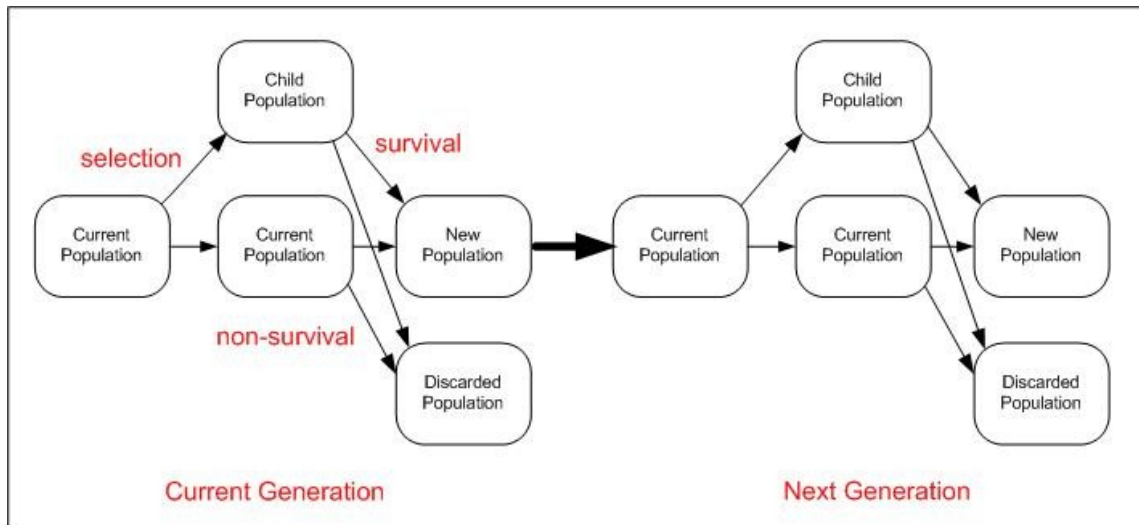 Child
Population
selection
survival
Current
Population
Current
Population
New
Population
non-survival
Discarded
Population
Current Generation
Child
Population
Current
Population
Current
Population
New
Population
Discarded
Population
Next Generation